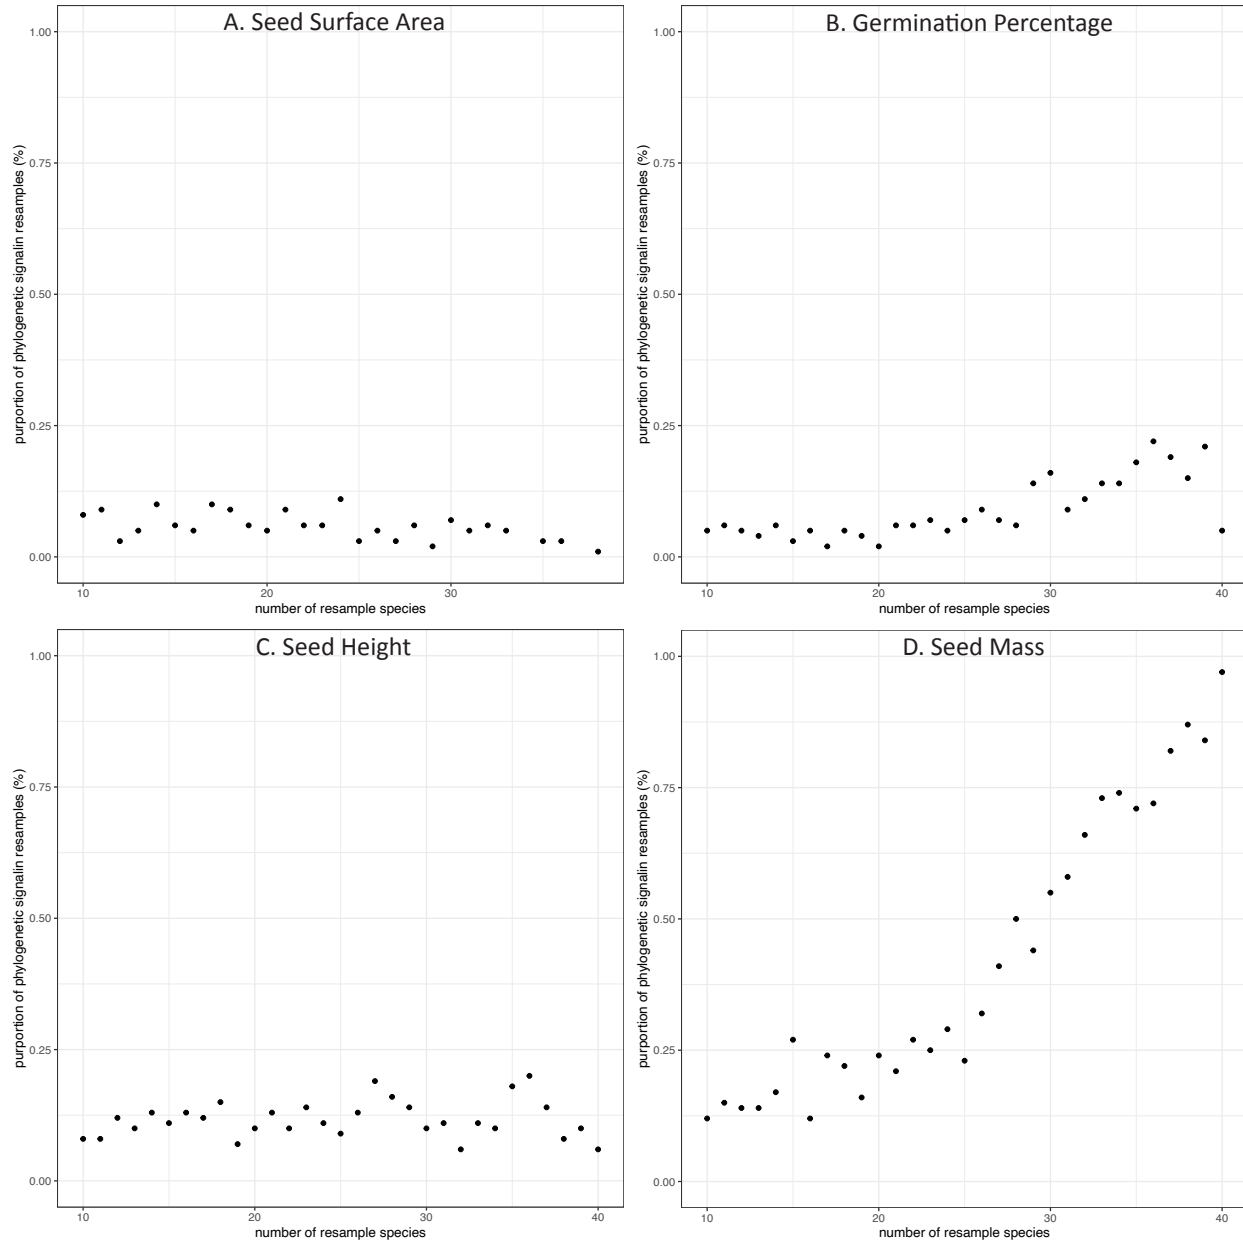 A. Seed Surface Area
1.00
0.75
0.50
0.25
0.00
purportion of phylogenetic signalin resamples (%)
10 20 30
number of resample species
B. Germination Percentage
1.00
0.75
0.50
0.25
0.00
purportion of phylogenetic signalin resamples (%)
10 20 30 40
number of resample species
C. Seed Height
1.00
0.75
0.50
0.25
0.00
purportion of phylogenetic signalin resamples (%)
10 20 30 40
number of resample species
D. Seed Mass
1.00
0.75
0.50
0.25
0.00
purportion of phylogenetic signalin resamples (%)
10 20 30 40
number of resample species